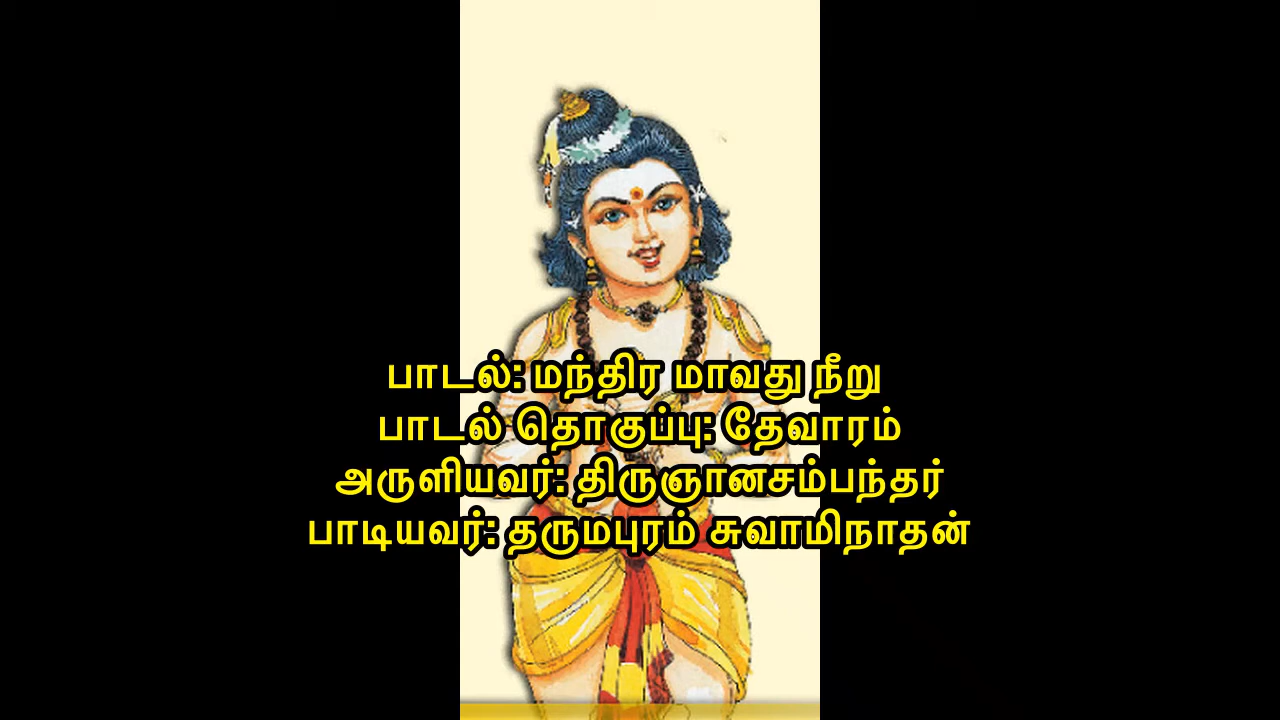 பாடல்: மந்திர மாவது நீறு
பாடல் தொகுப்பு: தேவாரம்
அருளியவர்: திருஞானசம்பந்தர்
பாடியவர்: தருமபுரம் சுவாமிநாதன்